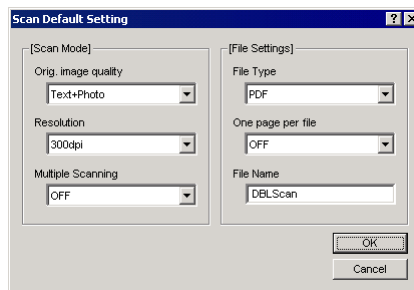 Scan Default Setting
[Scan Mode]
Orig. image quality
Text+Photo
Resolution
300dpi
Multiple Scanning
OFF
[File Settings]
File Type
PDF
One page per file
OFF
File Name
DBLScan
OK
Cancel